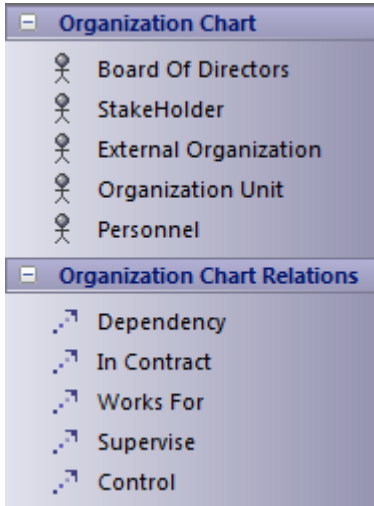 Organization Chart
Board Of Directors
StakeHolder
External Organization
Organization Unit
Personnel
Organization Chart Relations
Dependency
In Contract
Works For
Supervise
Control